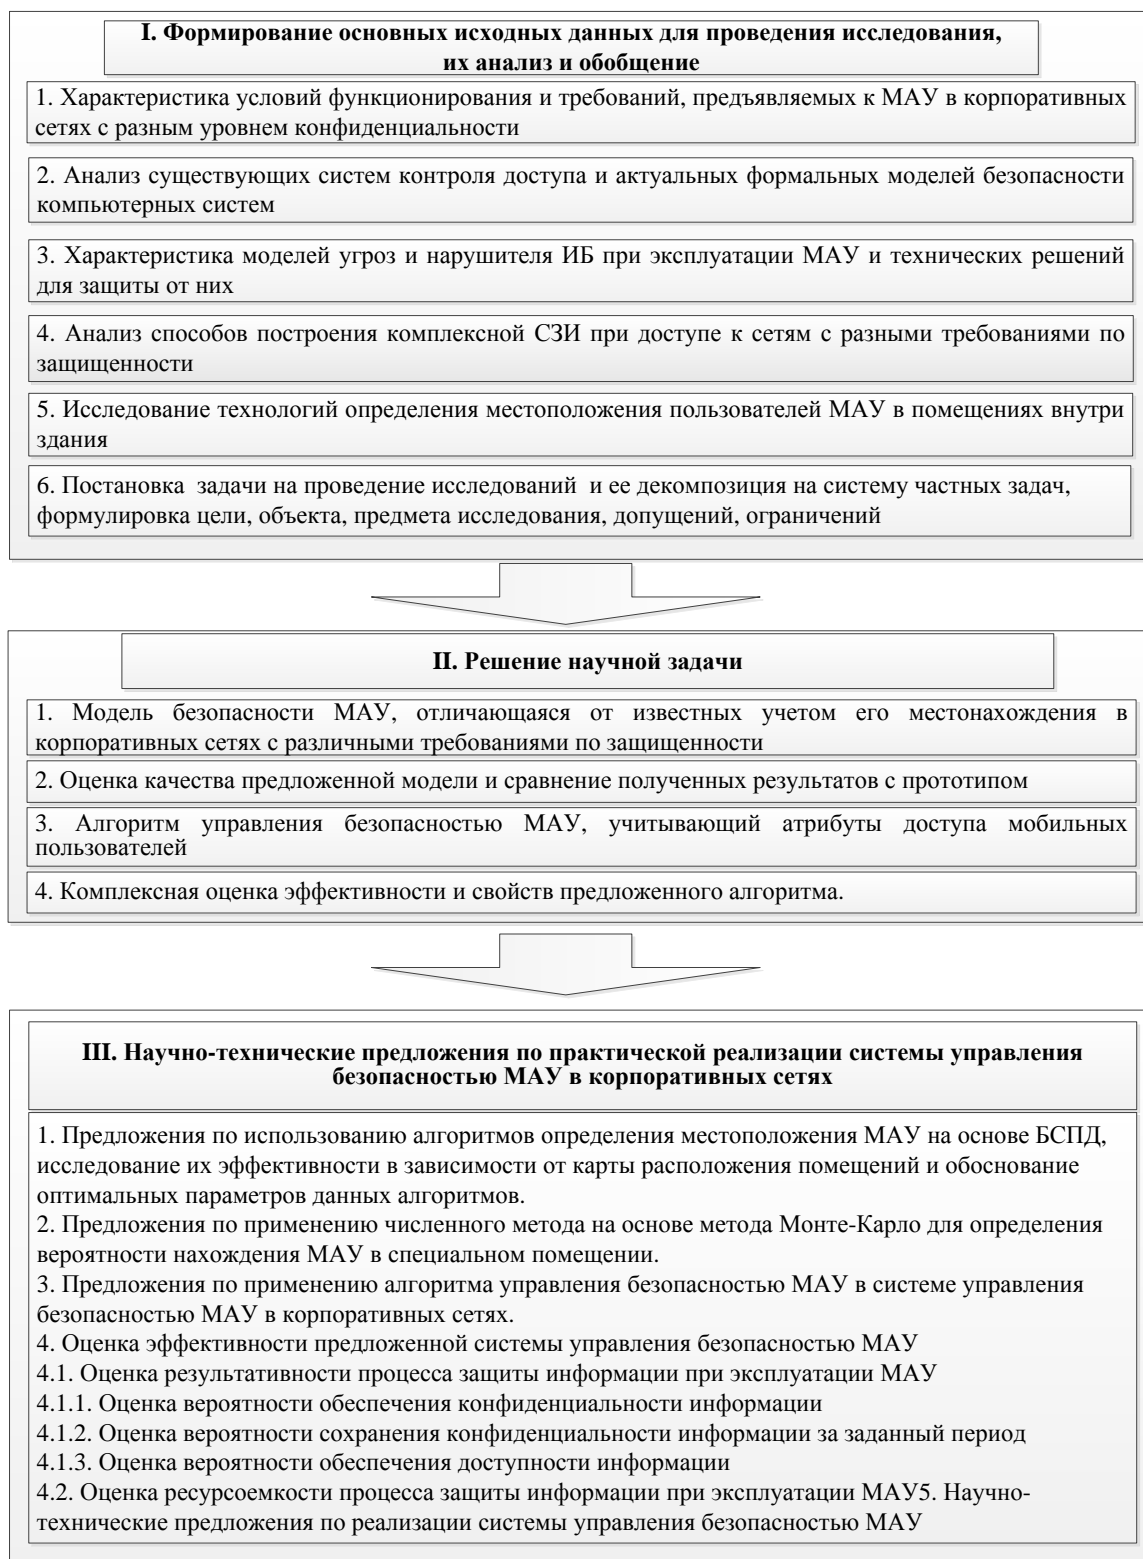 I. Формирование основных исходных данных для проведения исследования,
их анализ и обобщение
1. Характеристика условий функционирования и требований, предъявляемых к МАУ в корпоративных
сетях с разным уровнем конфиденциальности
2. Анализ существующих систем контроля доступа и актуальных формальных моделей безопасности
компьютерных систем
3. Характеристика моделей угроз и нарушителя ИБ при эксплуатации МАУ и технических решений
для защиты от них
4. Анализ способов построения комплексной СЗИ при доступе к сетям с разными требованиями по
защищенности
5. Исследование технологий определения местоположения пользователей МАУ в помещениях внутри
здания
6. Постановка задачи на проведение исследований и ее декомпозиция на систему частных задач,
формулировка цели, объекта, предмета исследования, допущений, ограничений
II. Решение научной задачи
1. Модель безопасности МАУ, отличающаяся от известных учетом его местонахождения в
корпоративных сетях с различными требованиями по защищенности
2. Оценка качества предложенной модели и сравнение полученных результатов с прототипом
3. Алгоритм управления безопасностью МАУ, учитывающий атрибуты доступа мобильных
пользователей
4. Комплексная оценка эффективности и свойств предложенного алгоритма.
III. Научно-технические предложения по практической реализации системы управления
безопасностью МАУ в корпоративных сетях
1. Предложения по использованию алгоритмов определения местоположения МАУ на основе БСПД,
исследование их эффективности в зависимости от карты расположения помещений и обоснование
оптимальных параметров данных алгоритмов.
2. Предложения по применению численного метода на основе метода Монте-Карло для определения
вероятности нахождения МАУ в специальном помещении.
3. Предложения по применению алгоритма управления безопасностью МАУ в системе управления
безопасностью МАУ в корпоративных сетях.
4. Оценка эффективности предложенной системы управления безопасностью МАУ
4.1. Оценка результативности процесса защиты информации при эксплуатации МАУ
4.1.1. Оценка вероятности обеспечения конфиденциальности информации
4.1.2. Оценка вероятности сохранения конфиденциальности информации за заданный период
4.1.3. Оценка вероятности обеспечения доступности информации
4.2. Оценка ресурсоемкости процесса защиты информации при эксплуатации МАУ5. Научно-
технические предложения по реализации системы управления безопасностью МАУ